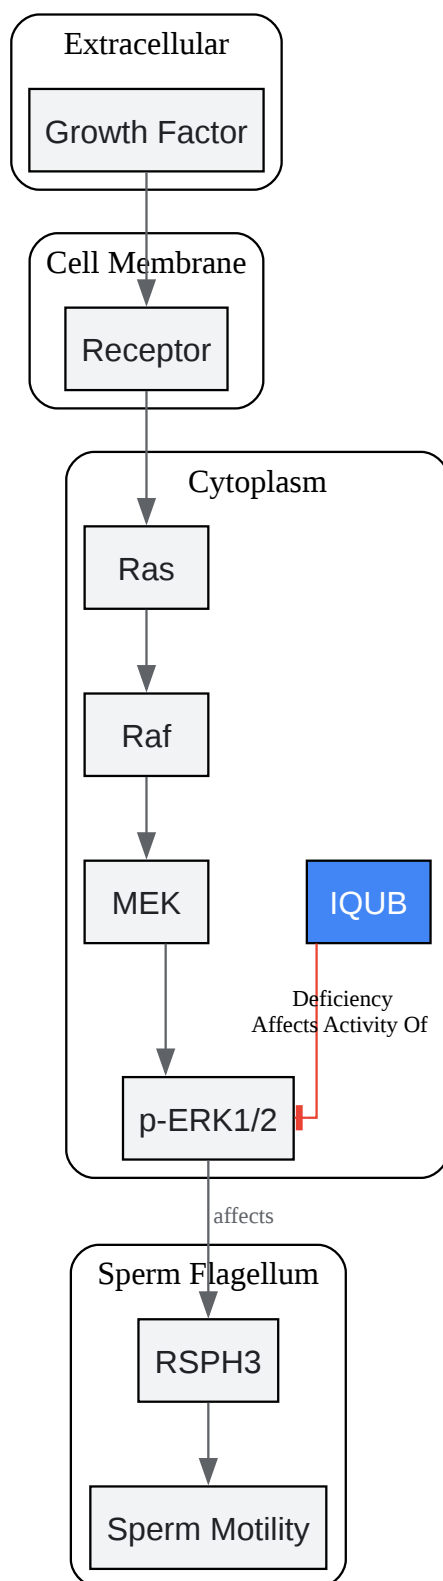 Extracellular
Growth Factor
Cell Membrane
Receptor
Cytoplasm
Ras
Raf
MEK
IQUB
Deficiency
Affects Activity Of
p-ERK1/2
affects
Sperm Flagellum
RSPH3
Sperm Motility